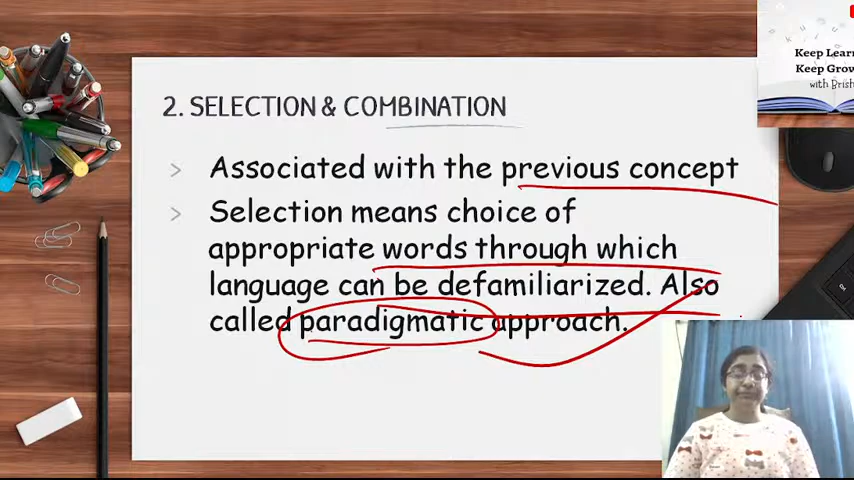 Keep Lear
Keep Grow
with Brish
2. SELECTION & COMBINATION
> Associated with the previous concept
> Selection means choice of
appropriate words through which
language can be defamiliarized. Also
called paradigmatic approach.